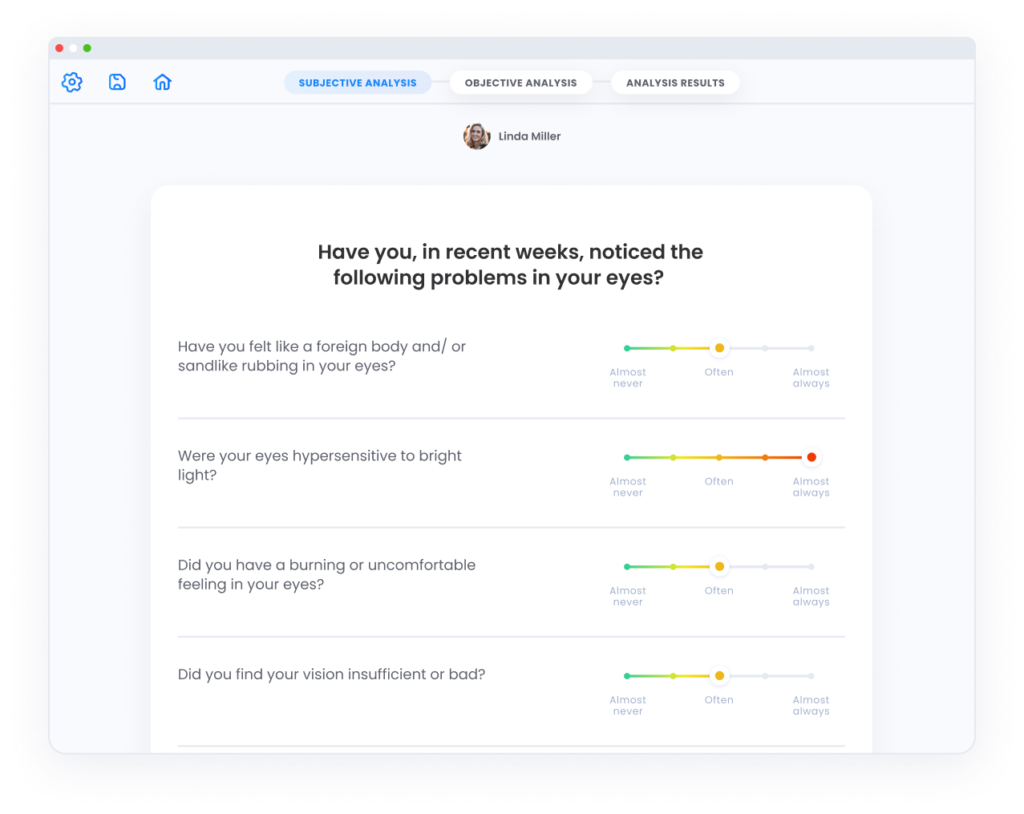 SUBJECTIVE ANALYSIS
OBJECTIVE ANALYSIS
ANALYSIS RESULTS
Linda Miller
Have you, in recent weeks, noticed the
following problems in your eyes?
Have you felt like a foreign body and/ or
sandlike rubbing in your eyes?
Almost
never
Often
Almost
always
Were your eyes hypersensitive to bright
light?
Almost
never
Often
Almost
always
Did you have a burning or uncomfortable
feeling in your eyes?
Almost
never
Often
Almost
always
Did you find your vision insufficient or bad?
Almost
never
Often
Almost
always